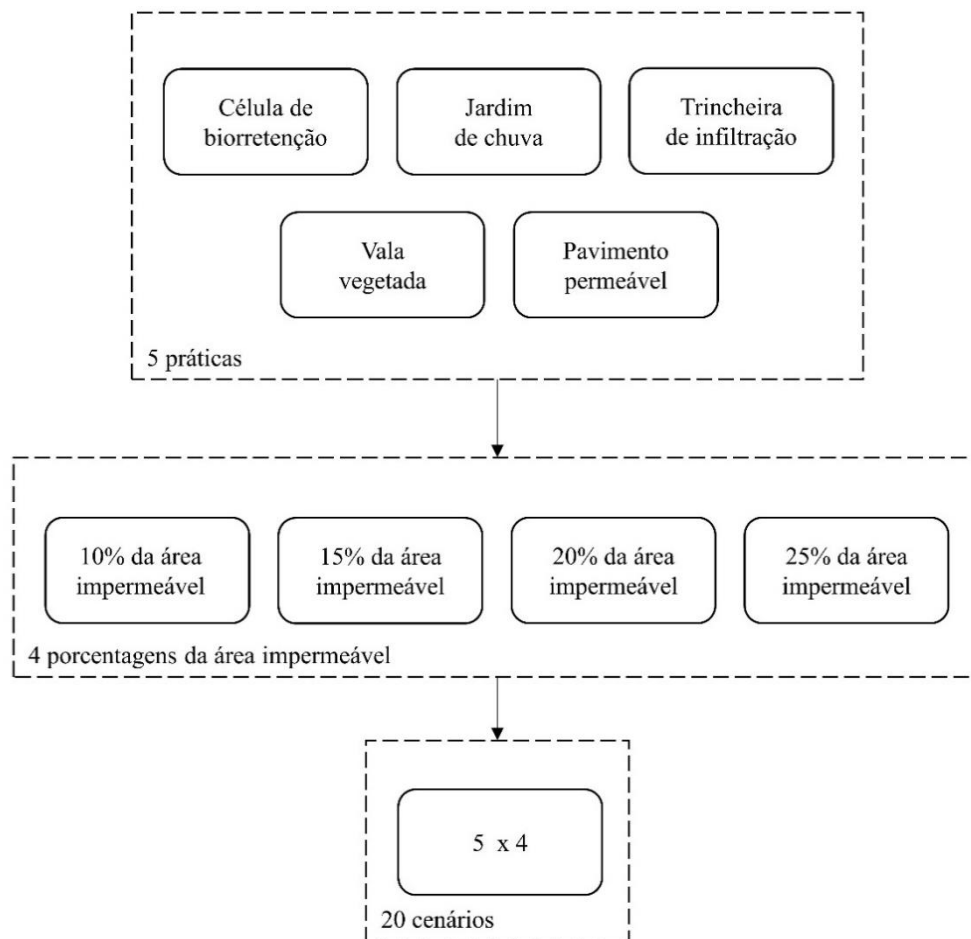 Célula de
biorretenção
Jardim
de chuva
Trincheira
de infiltração
Vala
vegetada
Pavimento
permeável
5 práticas
10% da área
impermeável
15% da área
impermeável
20% da área
impermeável
25% da área
impermeável
4 porcentagens da área impermeável
5 x 4
20 cenários